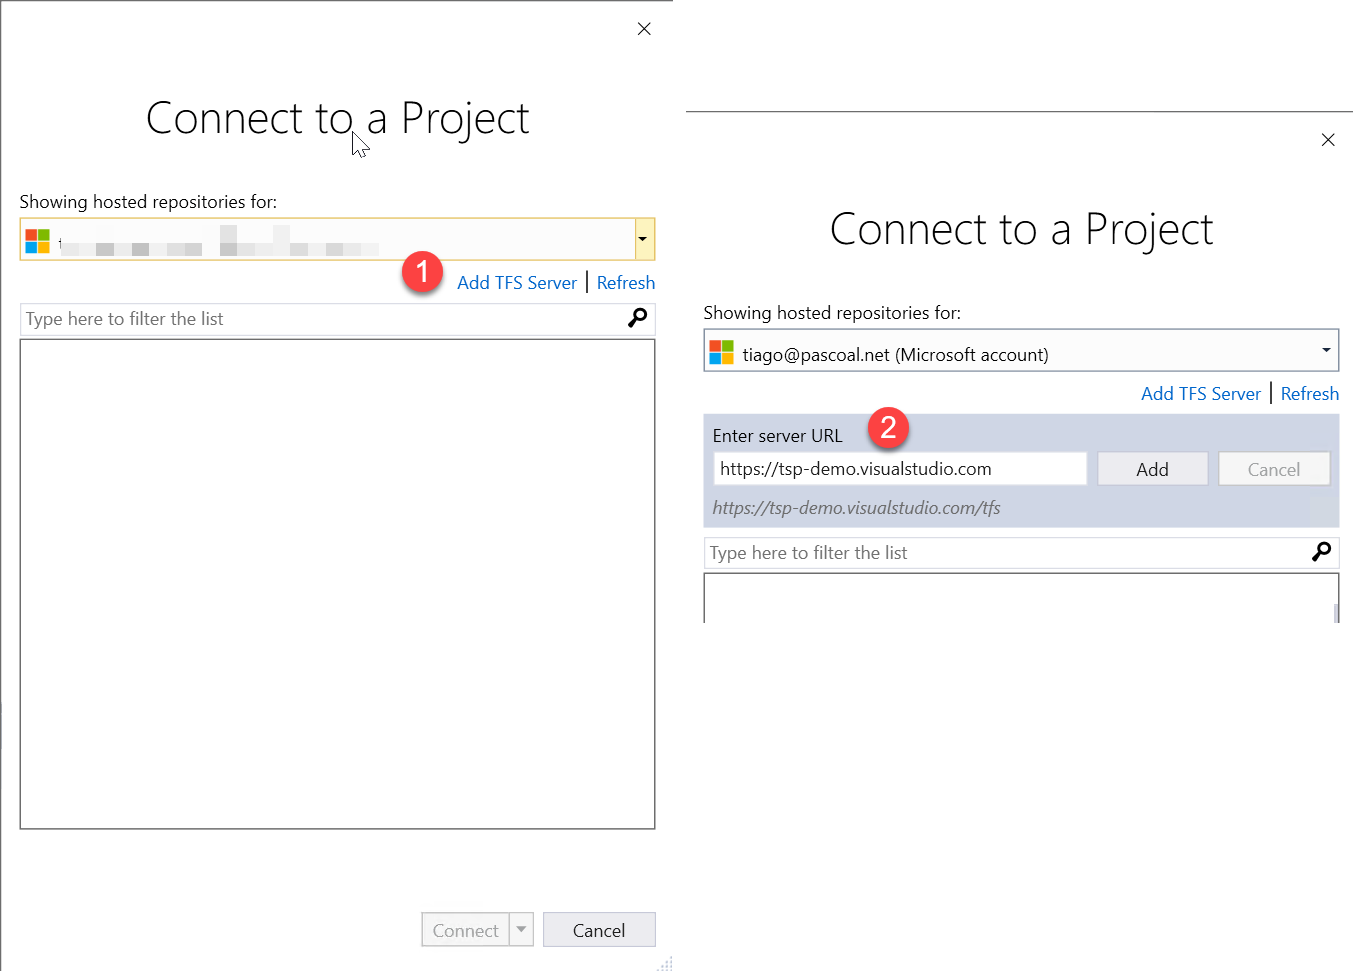 Connect to a Project
Showing hosted repositories for:
1
Add TFS Server | Refresh
Type here to filter the list
Connect
Cancel
Connect to a Project
Showing hosted repositories for:
tiago@pascoal.net (Microsoft account)
Add TFS Server | Refresh
Enter server URL
2
https://tsp-demo.visualstudio.com
Add
Cancel
https://tsp-demo.visualstudio.com/tfs
Type here to filter the list